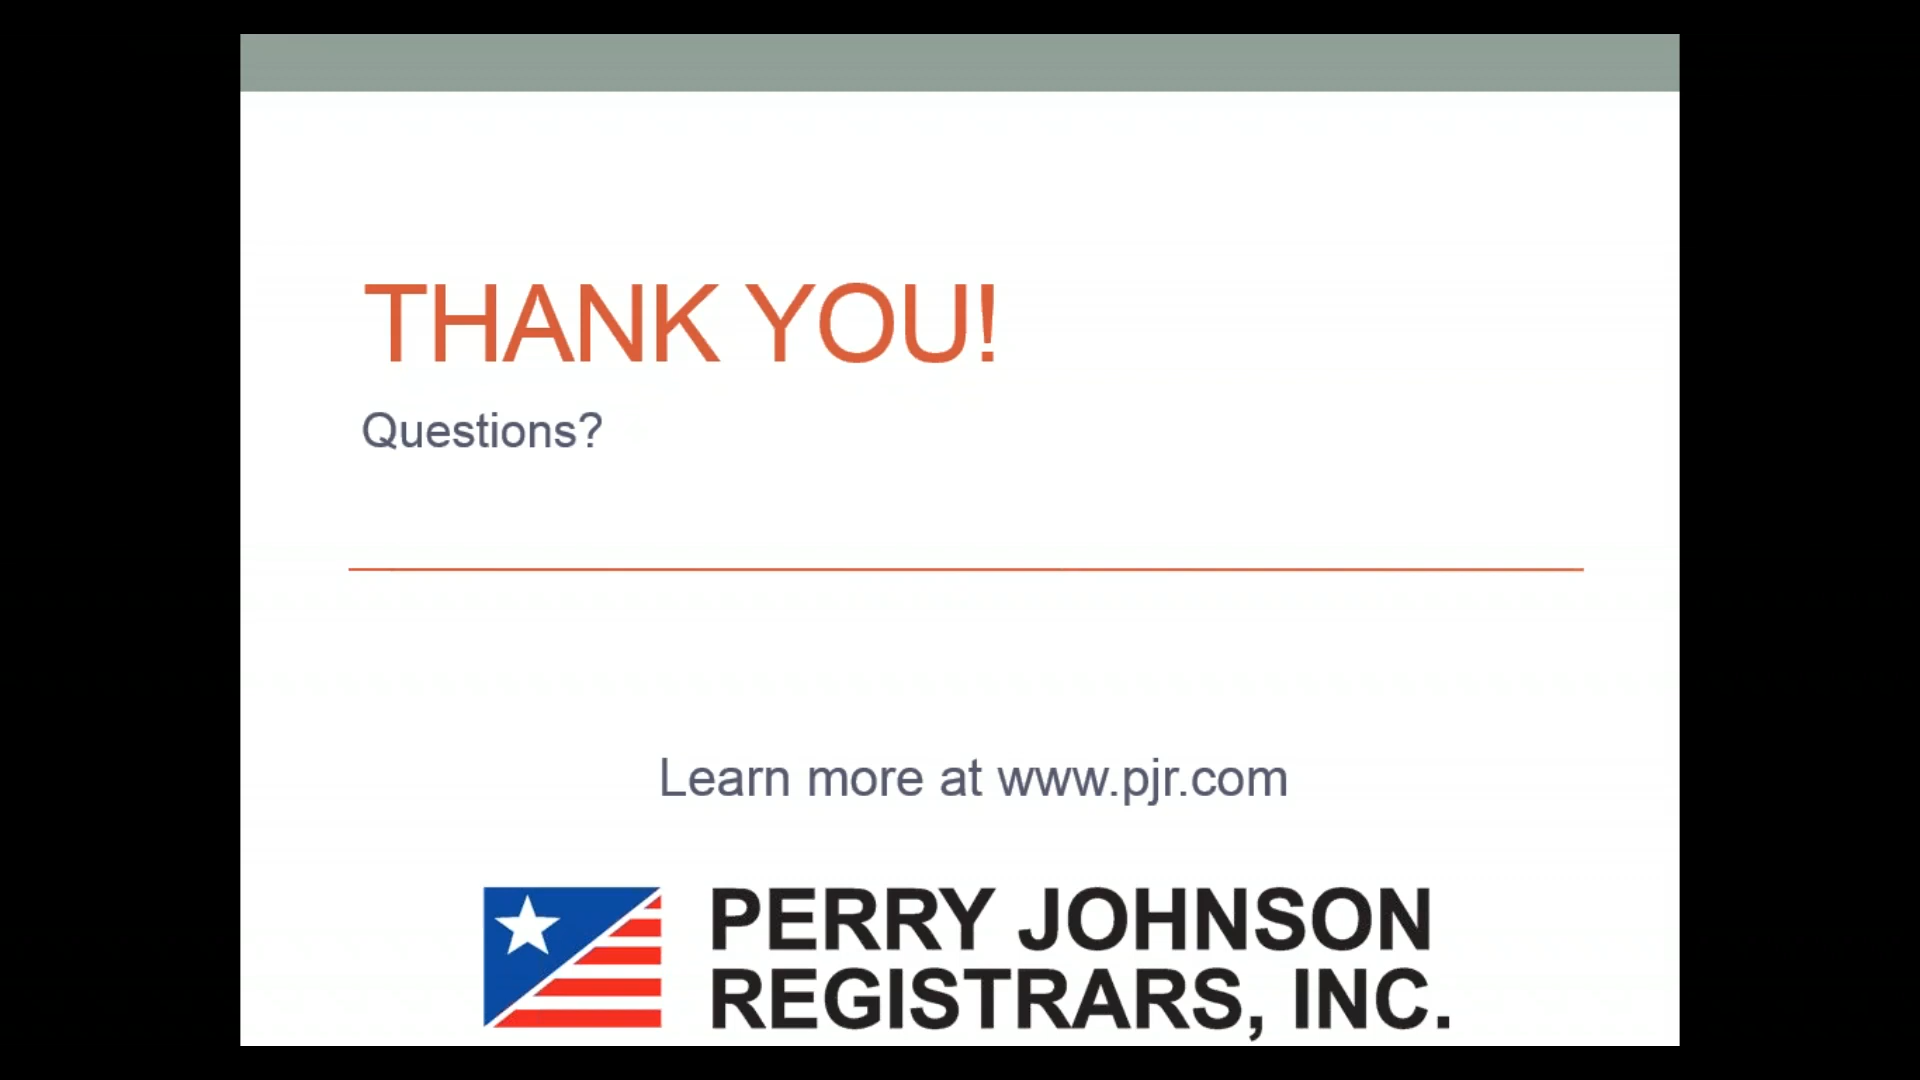 THANK YOU!
Questions?
Learn more at www.pjr.com
PERRY JOHNSON
REGISTRARS, INC.